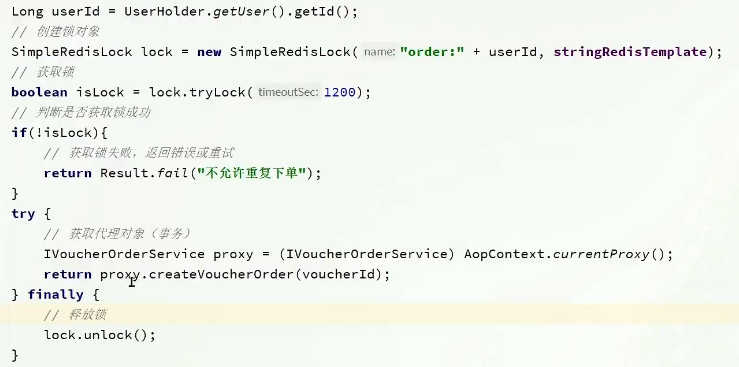 Long userId = UserHolder.getUser().getId();
// 创建锁对象
SimpleRedisLock lock = new SimpleRedisLock( name: "order:" + userId, stringRedisTemplate);
// 获取锁
boolean isLock = lock.tryLock( timeoutSec: 1200);
// 判断是否获取锁成功
if(!isLock){
    // 获取锁失败，返回错误或重试
    return Result.fail("不允许重复下单");
}
try {
    // 获取代理对象（事务）
    IVoucherOrderService proxy = (IVoucherOrderService) AopContext.currentProxy();
    return proxy.createVoucherOrder(voucherId);
} finally {
    // 释放锁
    lock.unlock();
}